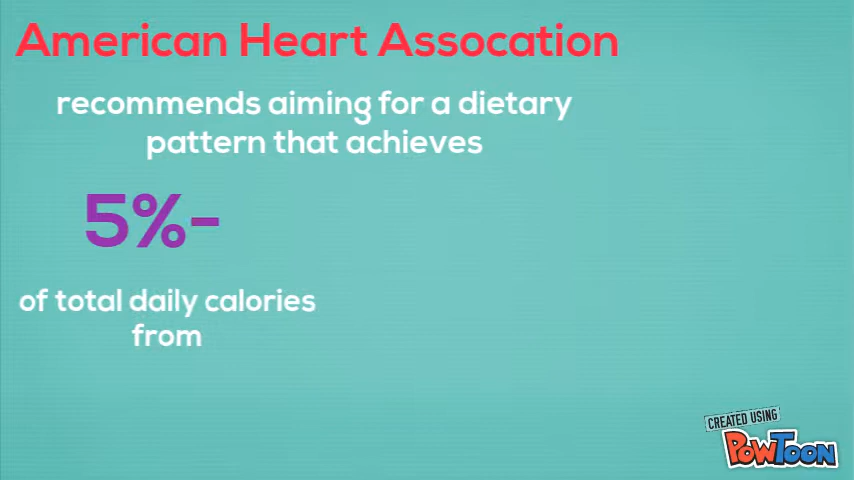 American Heart Assocation
recommends aiming for a dietary
pattern that achieves
5%-
of total daily calories
from
CREATED USING
POWTOON